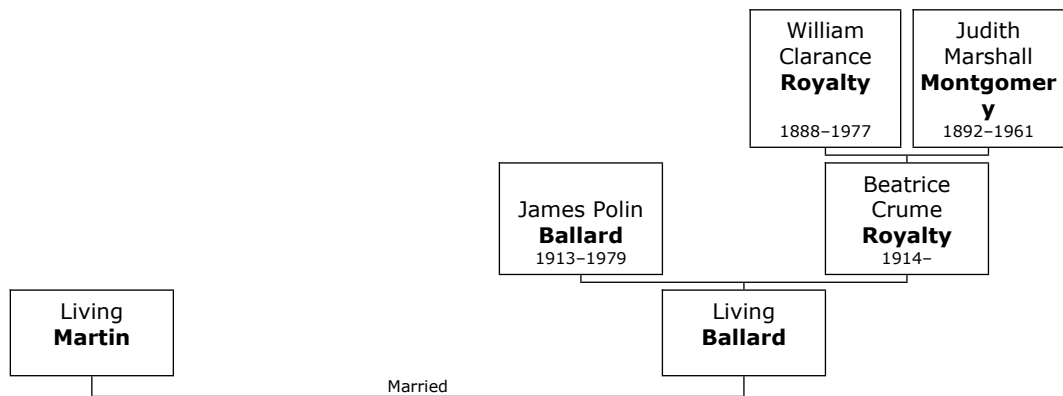 William
Clarance
Royalty
1888–1977
Judith
Marshall
Montgomer
y
1892–1961
James Polin
Ballard
1913–1979
Beatrice
Crume
Royalty
1914–
Living
Martin
Living
Ballard
Married